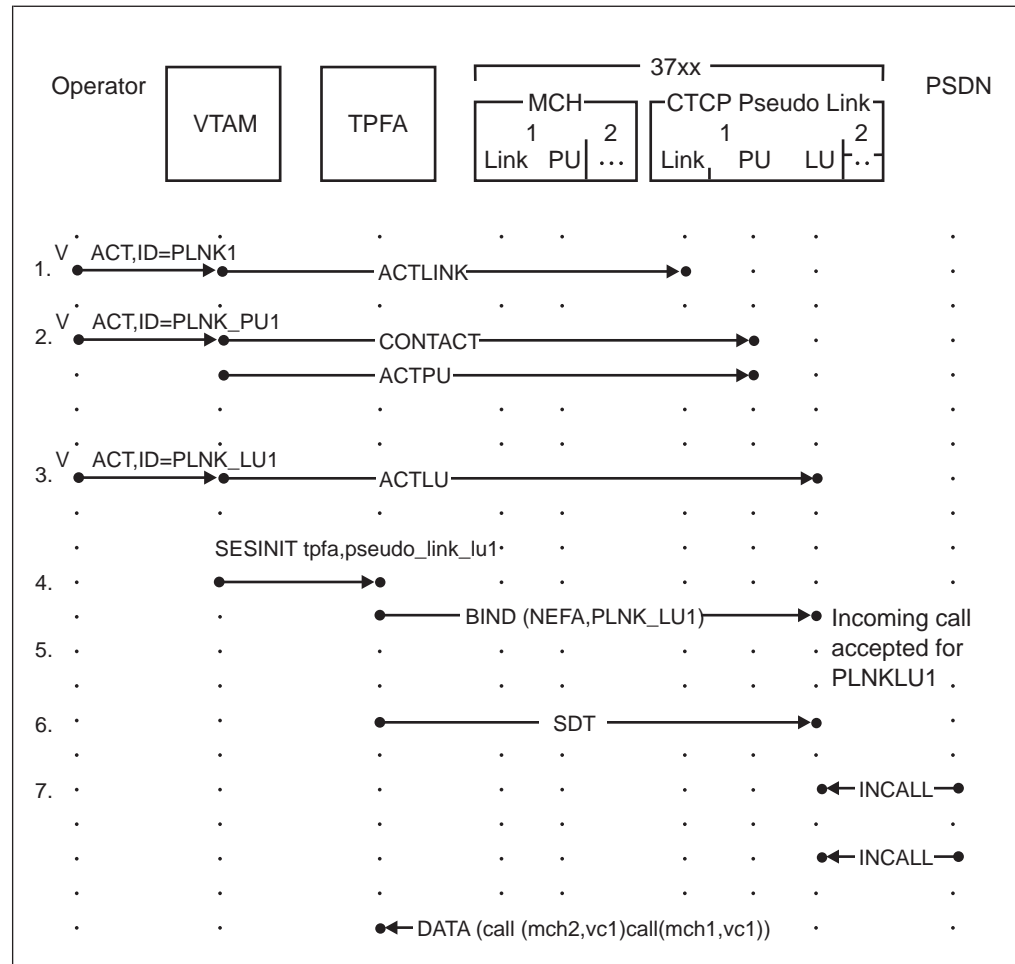 37xx
Operator VTAM TPFA MCH CTCP Pseudo Link PSDN
1 2 1 2
Link PU ... Link PU LU ..
V ACT,ID=PLNK1
1. ACTLINK
V ACT,ID=PLNK_PU1
2. CONTACT
ACTPU
V ACT,ID=PLNK_LU1
3. ACTLU
SESINIT tpfa,pseudo_link_lu1
4.
BIND (NEFA,PLNK_LU1) Incoming call
5. accepted for
PLNKLU1
6. SDT
7. INCALL
INCALL
DATA (call (mch2,vc1)call(mch1,vc1))